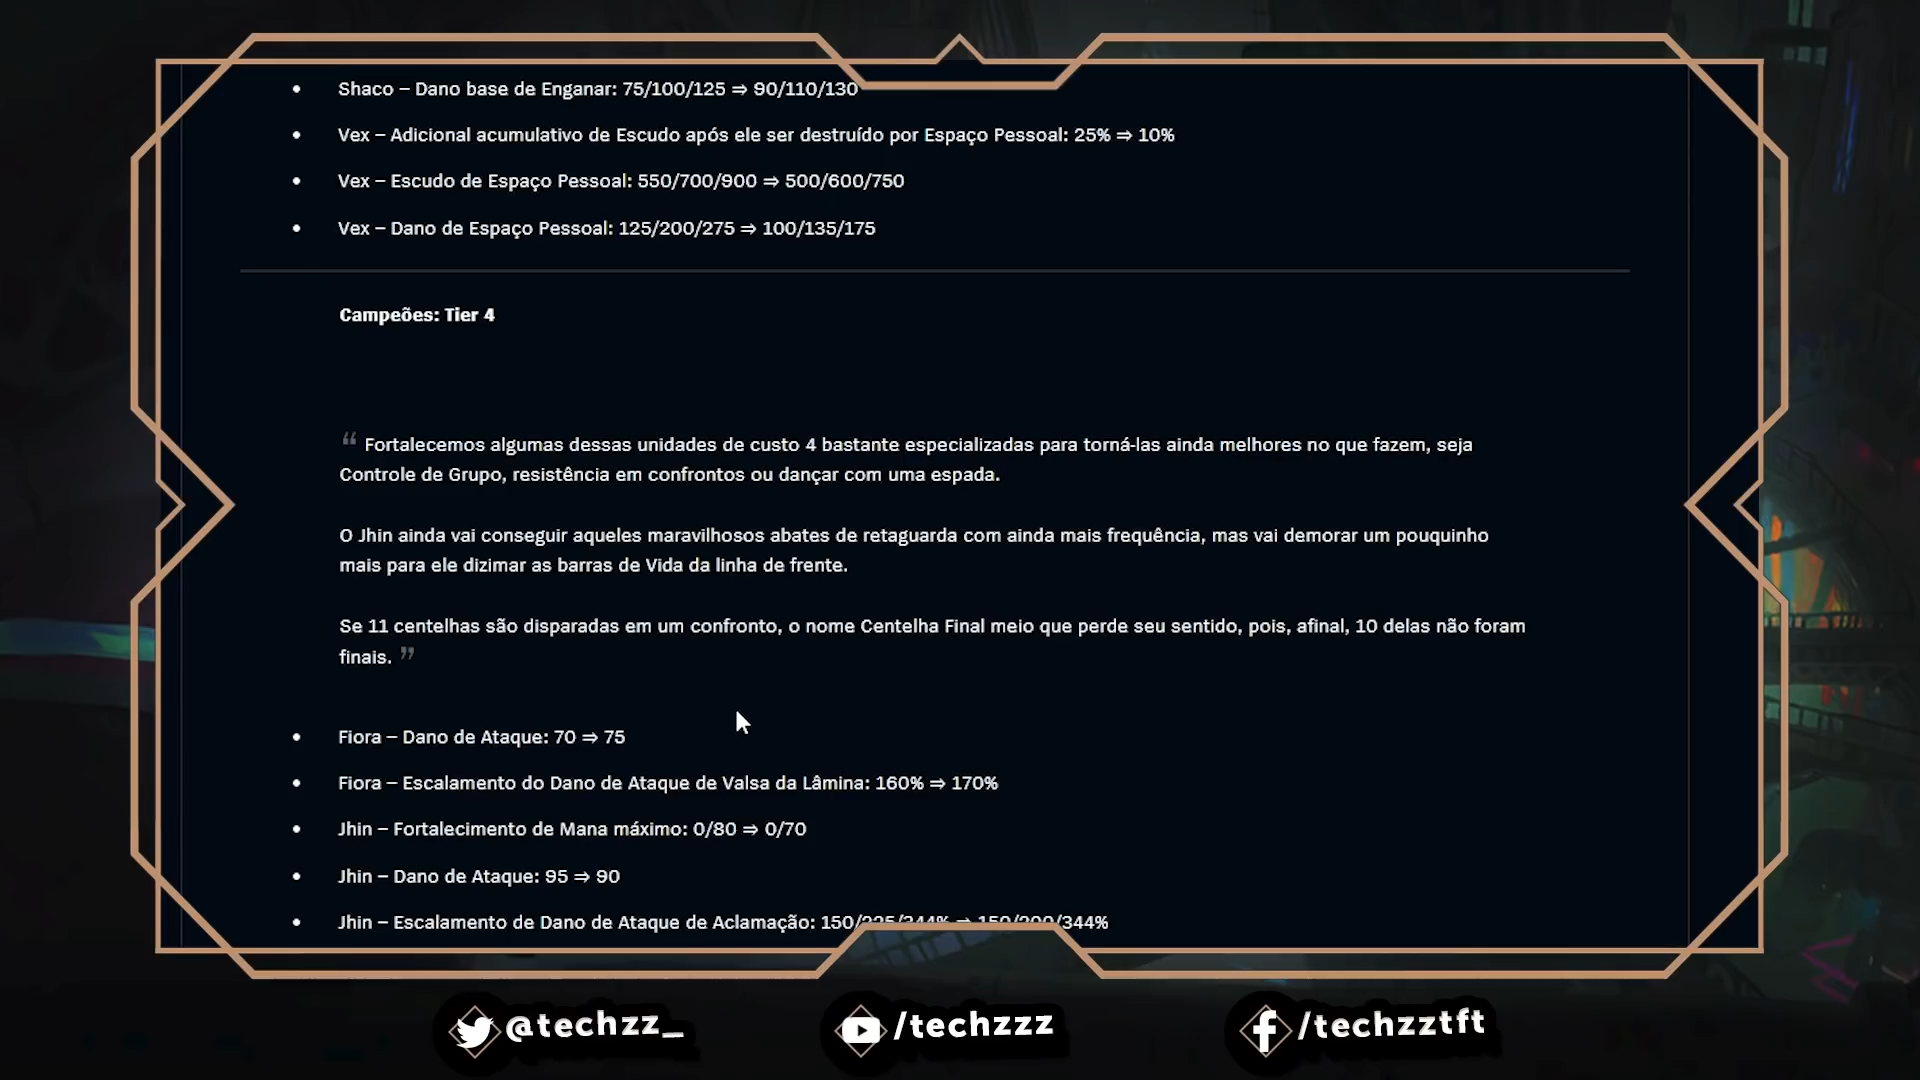 Shaco – Dano base de Enganar: 75/100/125 ⇒ 90/110/130
Vex – Adicional acumulativo de Escudo após ele ser destruído por Espaço Pessoal: 25% ⇒ 10%
Vex – Escudo de Espaço Pessoal: 550/700/900 ⇒ 500/600/750
Vex – Dano de Espaço Pessoal: 125/200/275 ⇒ 100/135/175
Campeões: Tier 4
“ Fortalecemos algumas dessas unidades de custo 4 bastante especializadas para torná-las ainda melhores no que fazem, seja
Controle de Grupo, resistência em confrontos ou dançar com uma espada.
O Jhin ainda vai conseguir aqueles maravilhosos abates de retaguarda com ainda mais frequência, mas vai demorar um pouquinho
mais para ele dizimar as barras de Vida da linha de frente.
Se 11 centelhas são disparadas em um confronto, o nome Centelha Final meio que perde seu sentido, pois, afinal, 10 delas não foram
finais. ”
Fiora – Dano de Ataque: 70 ⇒ 75
Fiora – Escalamento do Dano de Ataque de Valsa da Lâmina: 160% ⇒ 170%
Jhin – Fortalecimento de Mana máximo: 0/80 ⇒ 0/70
Jhin – Dano de Ataque: 95 ⇒ 90
Jhin – Escalamento de Dano de Ataque de Aclamação: 150/225/344% ⇒ 150/200/344%
@techzz_ /techzzz /techzztft